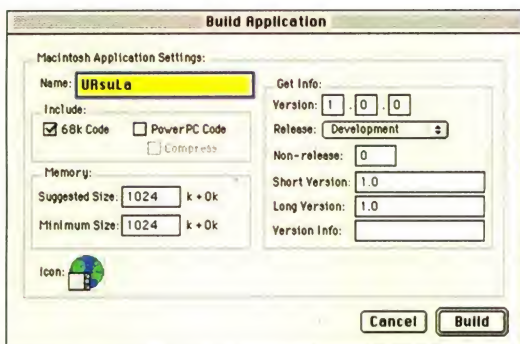 Build Application
Macintosh Application Settings:
Name: URsuLa
Include:
68k Code
PowerPC Code
Compress
Memory:
Suggested Size: 1024 k + 0k
Minimum Size: 1024 k + 0k
Icon:
Get Info:
Version: 1 . 0 . 0
Release: Development
Non-release: 0
Short Version: 1.0
Long Version: 1.0
Version Info:
Cancel
Build